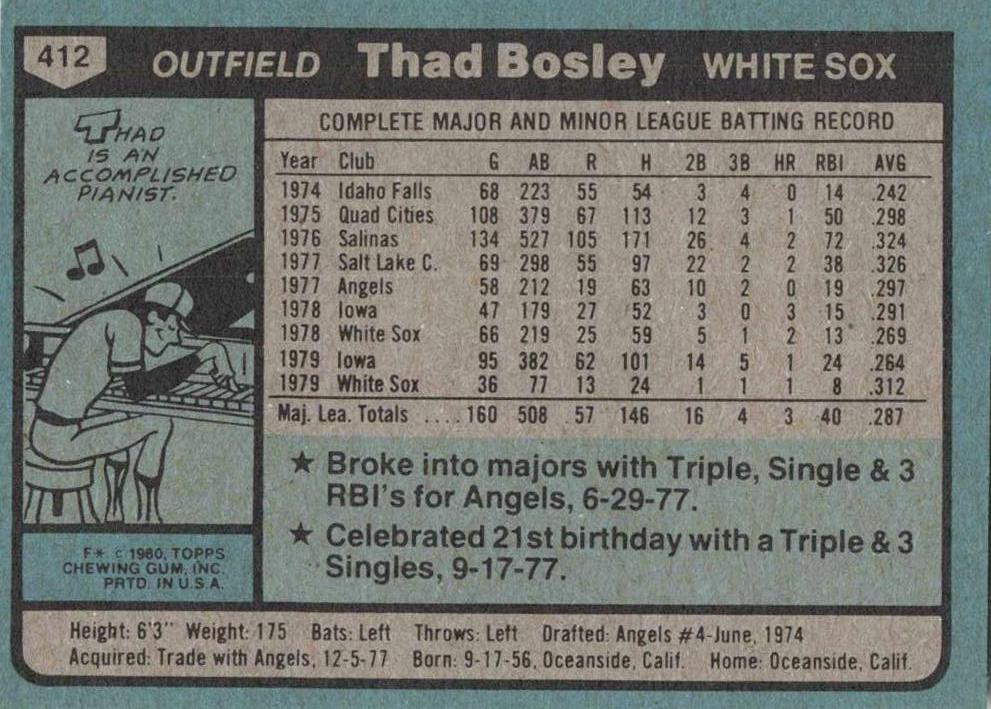 412 OUTFIELD Thad Bosley WHITE SOX
THAD
IS AN
ACCOMPLISHED
PIANIST.
COMPLETE MAJOR AND MINOR LEAGUE BATTING RECORD
Year Club G AB R H 2B 3B HR RBI AVG
1974 Idaho Falls 68 223 55 54 3 4 0 14 .242
1975 Quad Cities 108 379 67 113 12 3 1 50 .298
1976 Salinas 134 527 105 171 26 4 2 72 .324
1977 Salt Lake C. 69 298 55 97 22 2 2 38 .326
1977 Angels 58 212 19 63 10 2 0 19 .297
1978 Iowa 47 179 27 52 3 0 3 15 .291
1978 White Sox 66 219 25 59 5 1 2 13 .269
1979 Iowa 95 382 62 101 14 5 1 24 .264
1979 White Sox 36 77 13 24 1 1 1 8 .312
Maj. Lea. Totals .... 160 508 57 146 16 4 3 40 .287
★ Broke into majors with Triple, Single & 3
RBI's for Angels, 6-29-77.
★ Celebrated 21st birthday with a Triple & 3
Singles, 9-17-77.
F* © 1980, TOPPS
CHEWING GUM, INC.
PRTD. IN U.S.A.
Height: 6'3" Weight: 175 Bats: Left Throws: Left Drafted: Angels #4-June, 1974
Acquired: Trade with Angels, 12-5-77 Born: 9-17-56, Oceanside, Calif. Home: Oceanside, Calif.